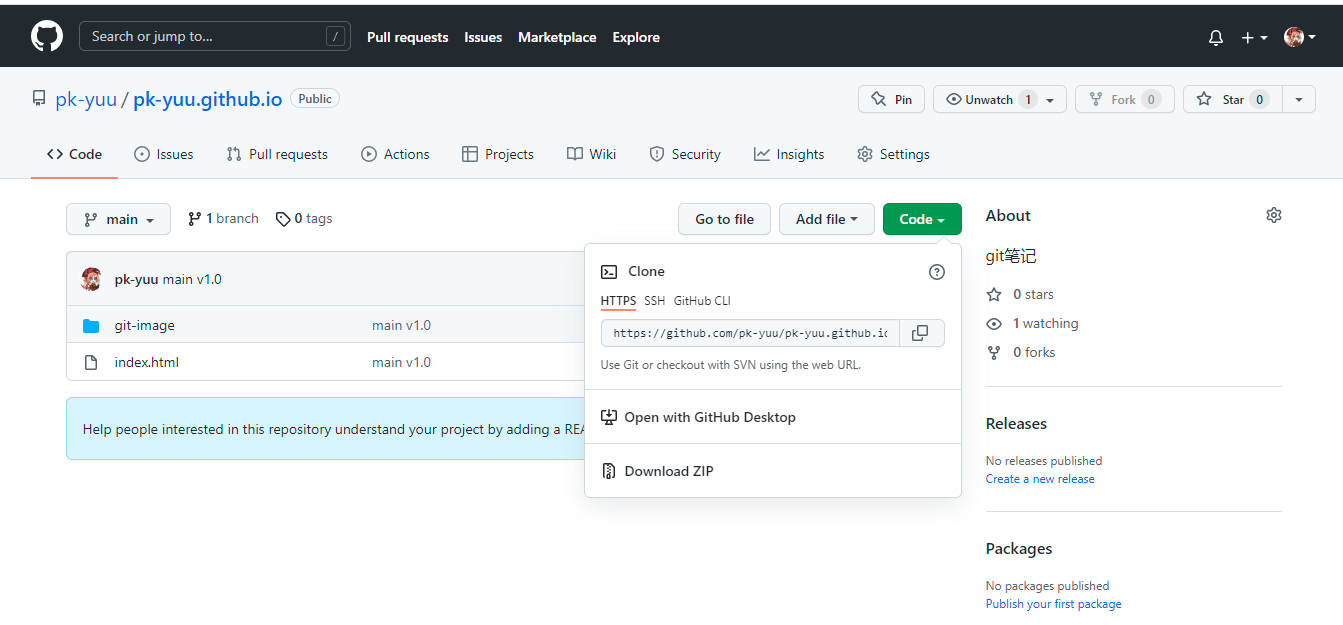 Search or jump to... / Pull requests Issues Marketplace Explore
pk-yuu / pk-yuu.github.io Public Pin Unwatch 1 Fork 0 Star 0
Code Issues Pull requests Actions Projects Wiki Security Insights Settings
main 1 branch 0 tags Go to file Add file Code
pk-yuu main v1.0
git-image main v1.0
index.html main v1.0
Help people interested in this repository understand your project by adding a
Clone
HTTPS SSH GitHub CLI
https://github.com/pk-yuu/pk-yuu.github.io
Use Git or checkout with SVN using the web URL.
Open with GitHub Desktop
Download ZIP
About
git笔记
0 stars
1 watching
0 forks
Releases
No releases published
Create a new release
Packages
No packages published
Publish your first package